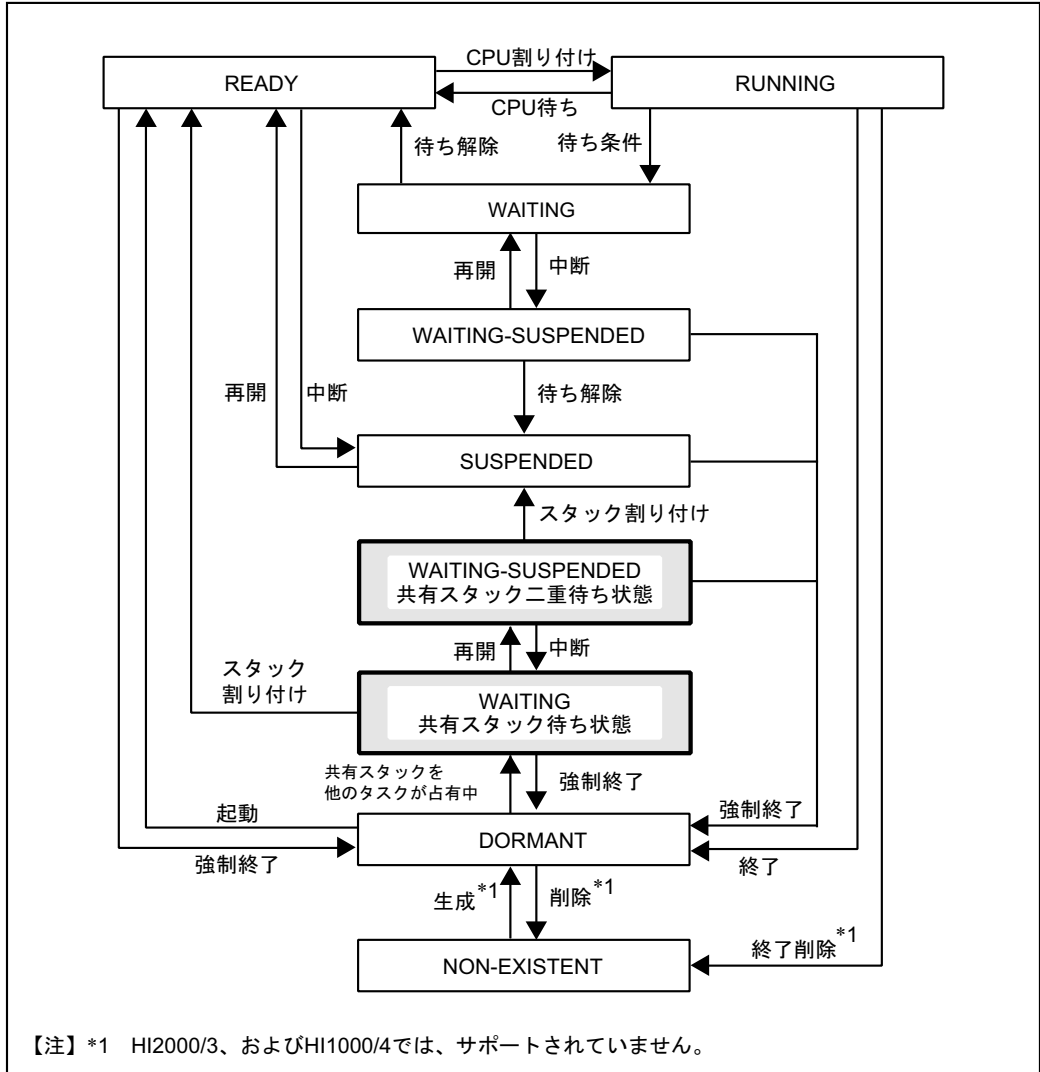 CPU割り付け
READY
RUNNING
CPU待ち
待ち解除
待ち条件
WAITING
再開
中断
WAITING-SUSPENDED
再開
中断
待ち解除
SUSPENDED
スタック割り付け
WAITING-SUSPENDED
共有スタック二重待ち状態
再開
中断
スタック
割り付け
WAITING
共有スタック待ち状態
共有スタックを
他のタスクが占有中
強制終了
起動
強制終了
DORMANT
強制終了
終了
生成*1
削除*1
終了削除*1
NON-EXISTENT
【注】*1 HI2000/3、およびHI1000/4では、サポートされていません。